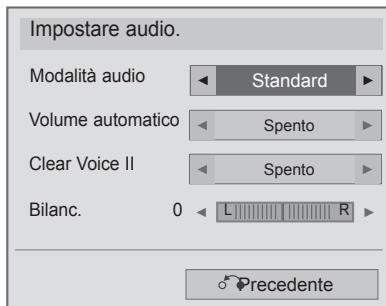 Impostare audio.
Modalità audio ◄ Standard ►
Volume automatico ◄ Spento ►
Clear Voice II ◄ Spento ►
Bilanc. 0 ◄ L R ►
Precedente